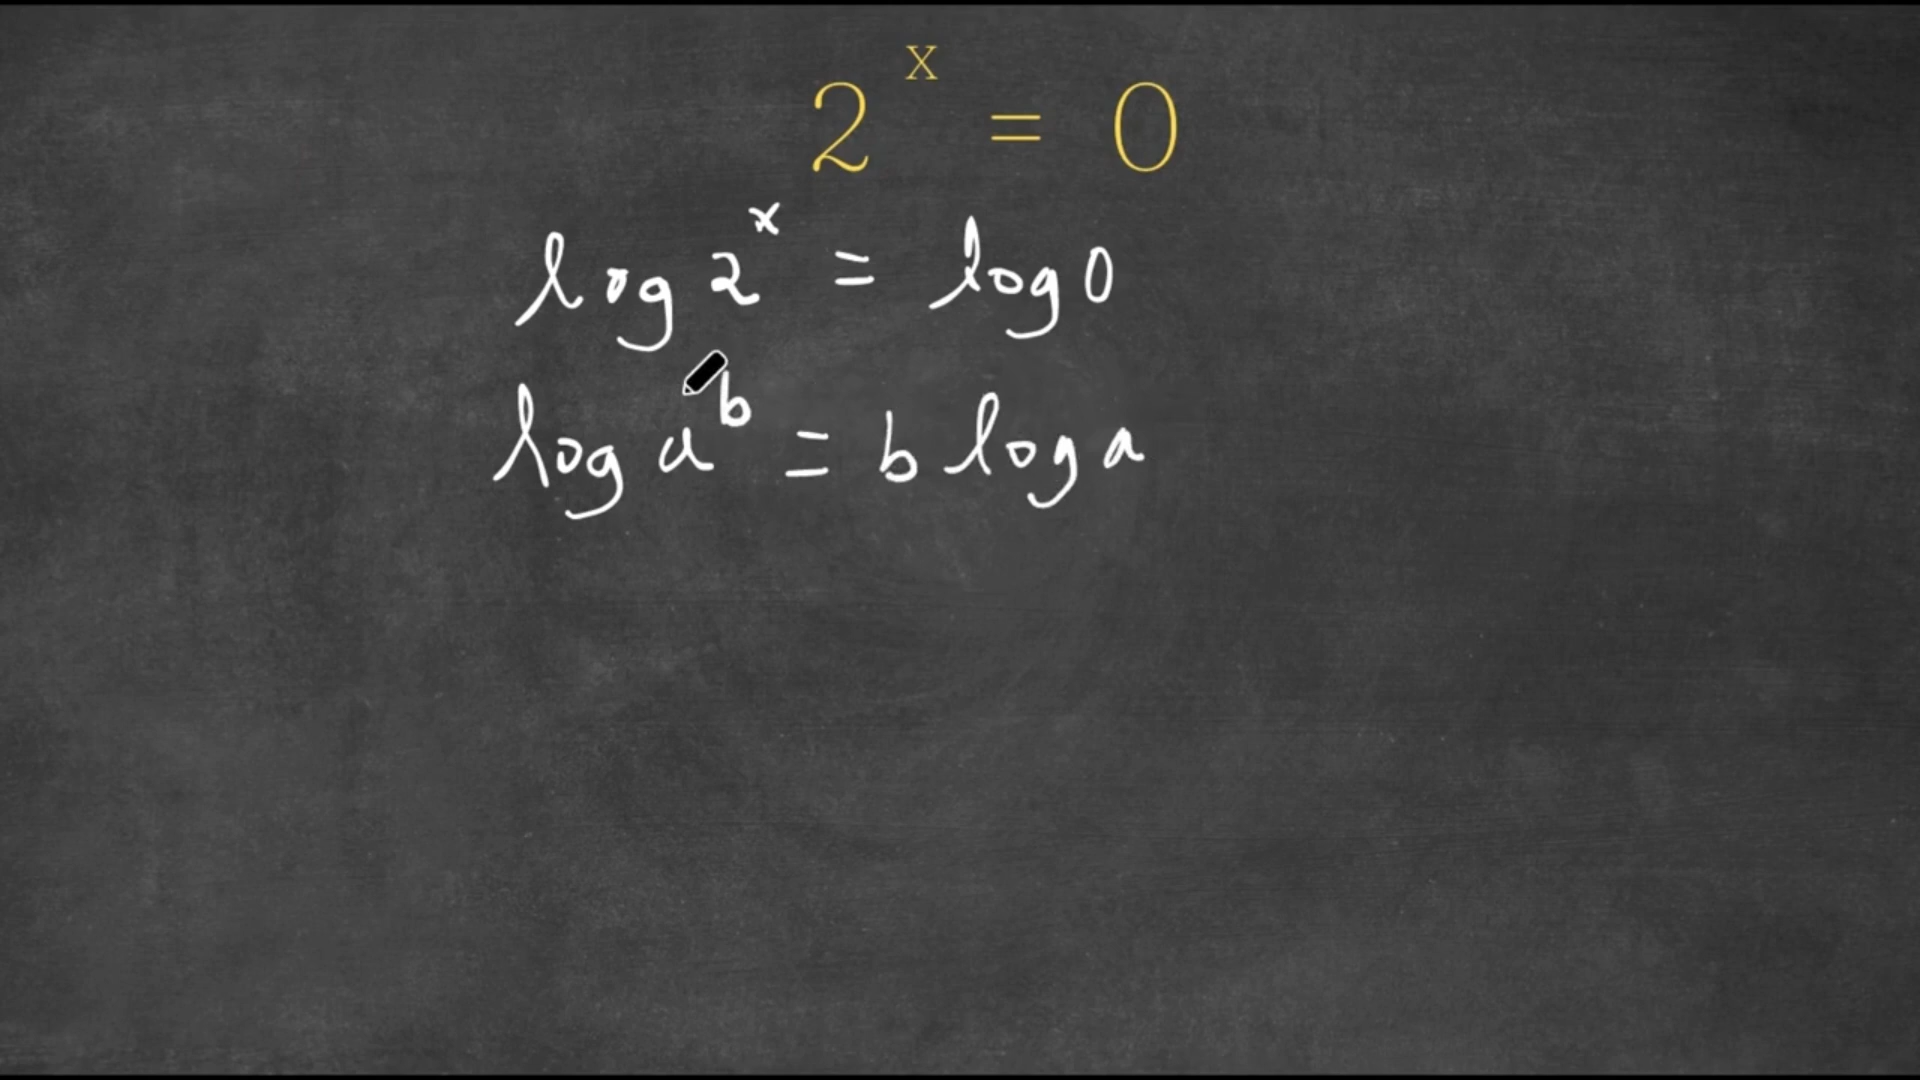 2^x = 0
log 2^x = log 0
log a^b = b log a